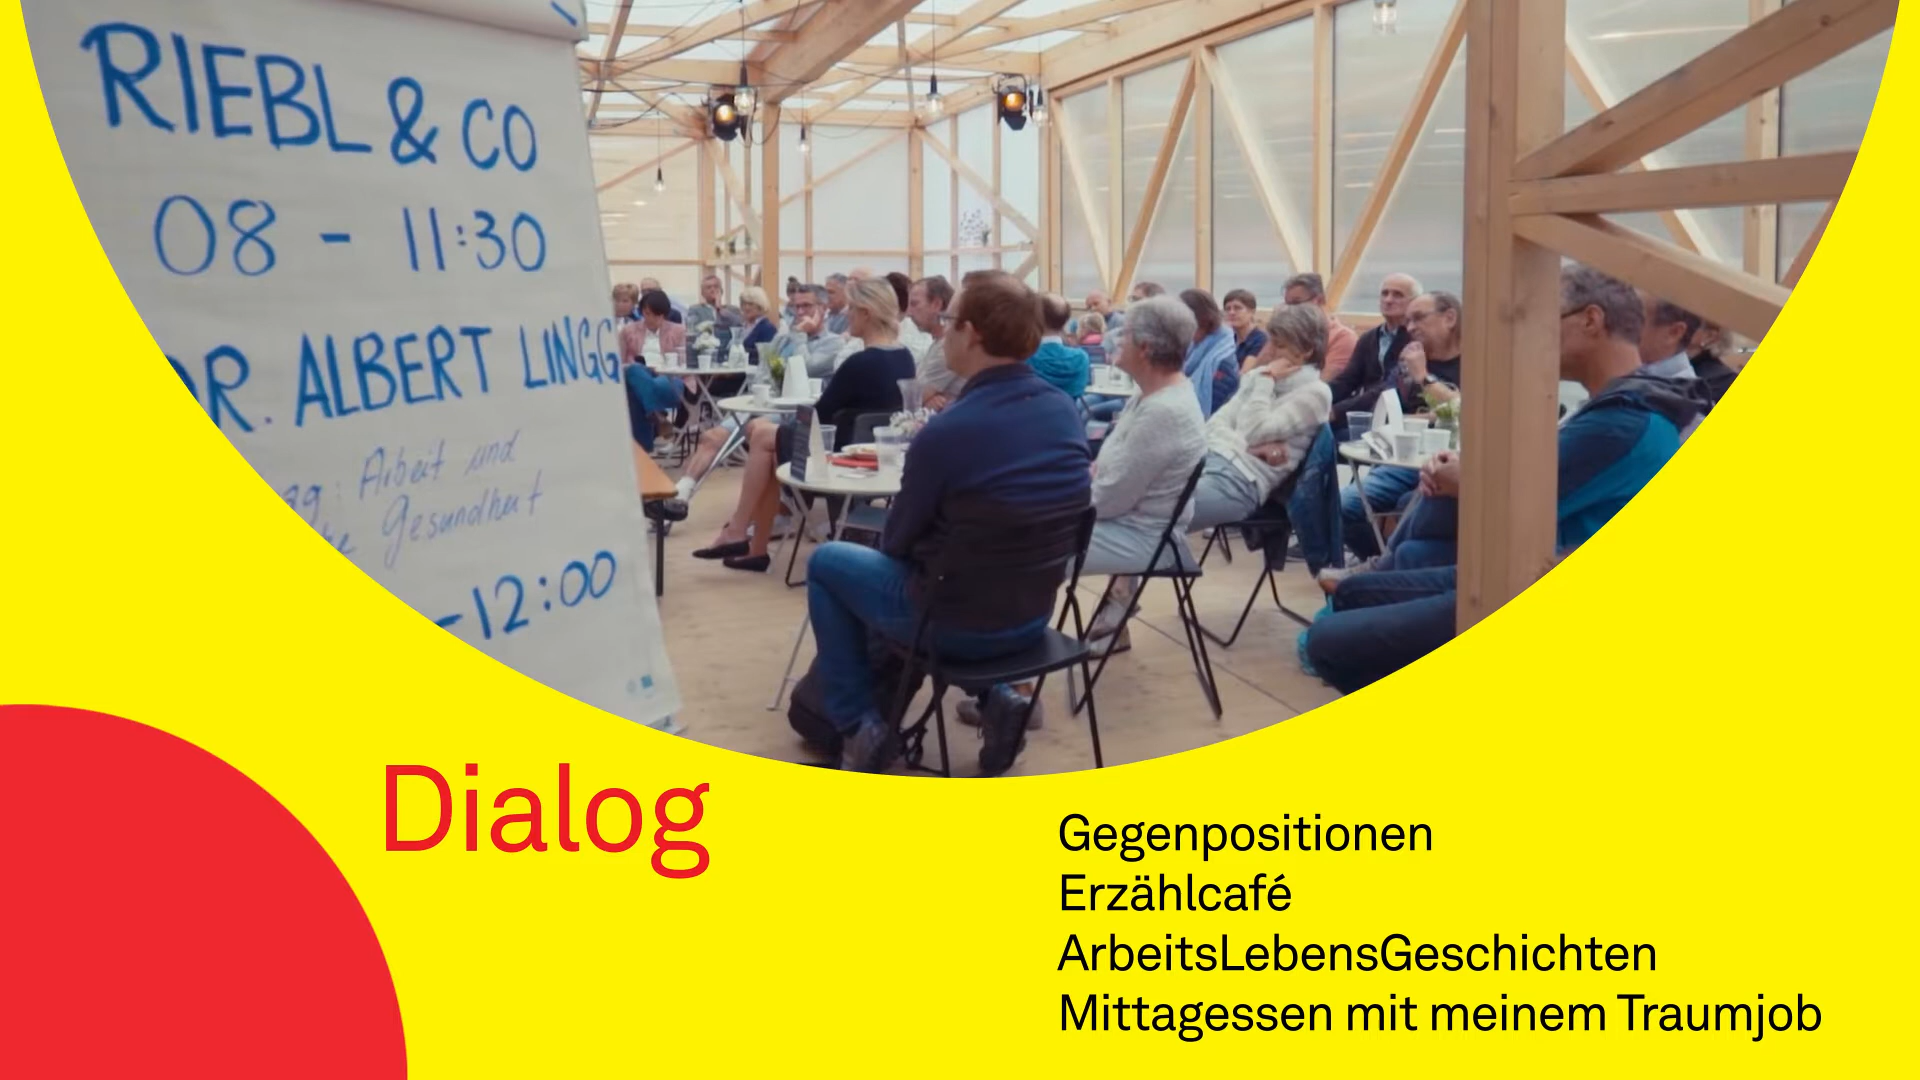 RIEBL & CO
08 - 11:30
DR. ALBERT LINGG
Arbeit und
Gesundheit
-12:00
Dialog
Gegenpositionen
Erzählcafé
ArbeitsLebensGeschichten
Mittagessen mit meinem Traumjob